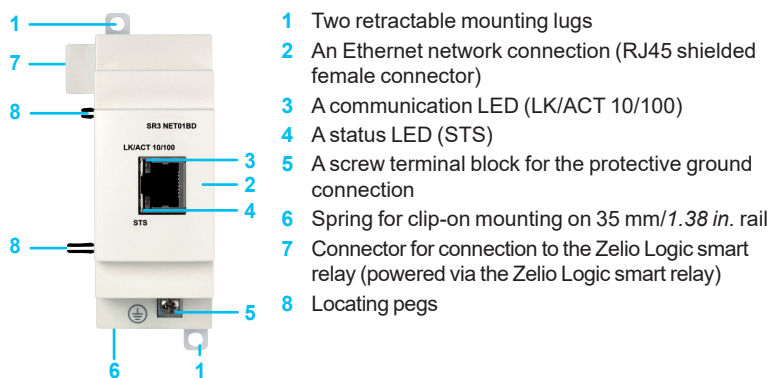 1
7
8
SR3 NET01BD
LK/ACT 10/100
3
2
4
STS
8
5
6
1
1 Two retractable mounting lugs
2 An Ethernet network connection (RJ45 shielded
female connector)
3 A communication LED (LK/ACT 10/100)
4 A status LED (STS)
5 A screw terminal block for the protective ground
connection
6 Spring for clip-on mounting on 35 mm/1.38 in. rail
7 Connector for connection to the Zelio Logic smart
relay (powered via the Zelio Logic smart relay)
8 Locating pegs